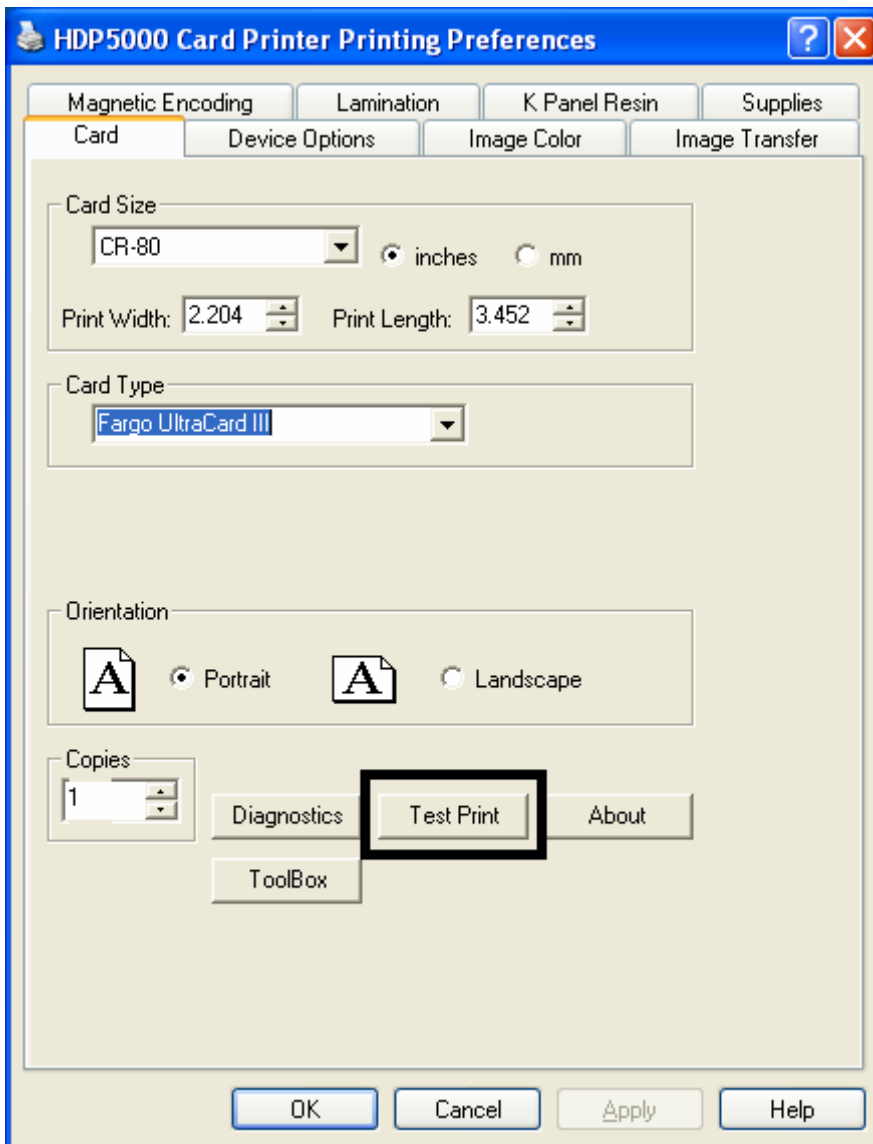 HDP5000 Card Printer Printing Preferences
Magnetic Encoding Lamination K Panel Resin Supplies
Card Device Options Image Color Image Transfer
Card Size
CR-80 inches mm
Print Width: 2.204 Print Length: 3.452
Card Type
Fargo UltraCard III
Orientation
A Portrait A Landscape
Copies
1 Diagnostics Test Print About
ToolBox
OK Cancel Apply Help